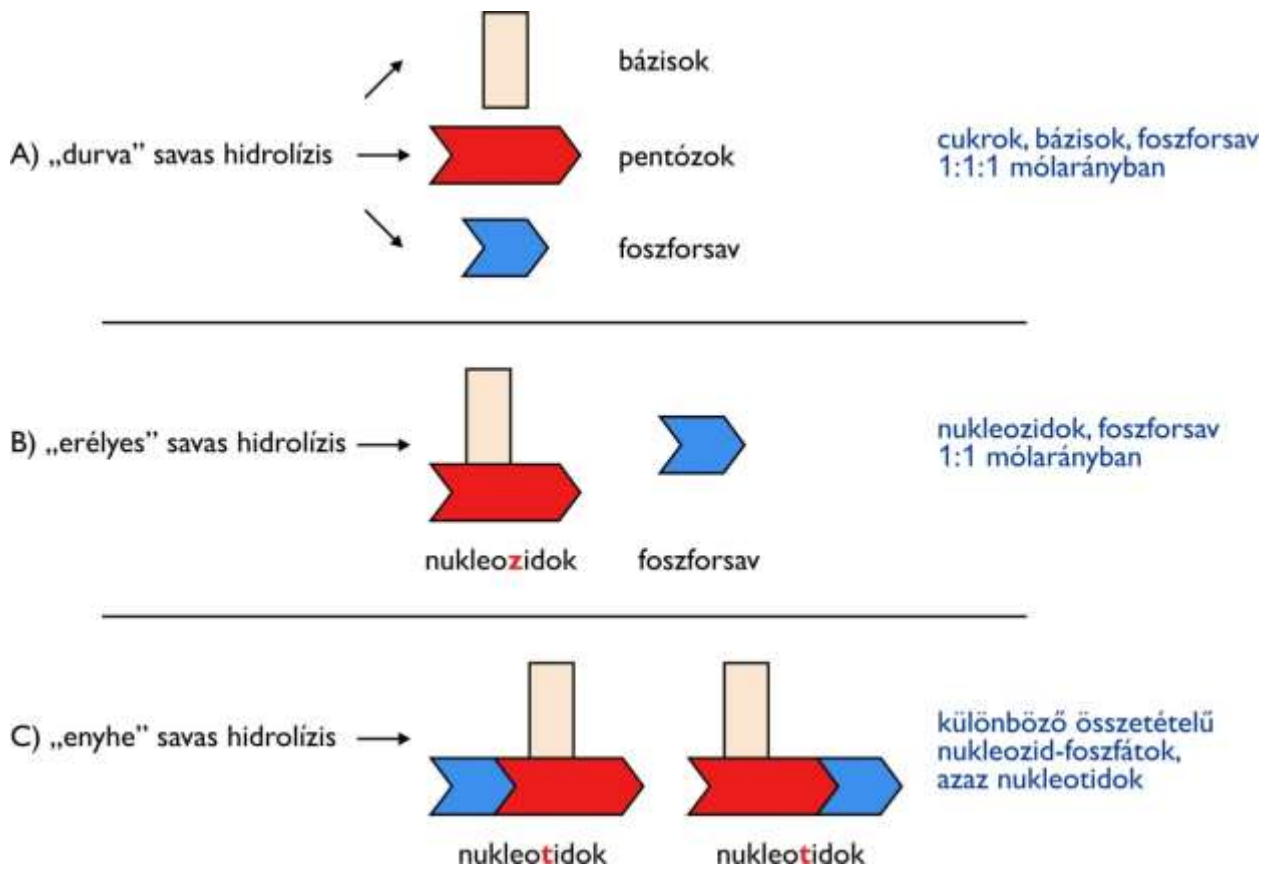 bázisok
A) „durva” savas hidrolízis
pentózok
cukrok, bázisok, foszforsav
1:1:1 mólarányban
foszforsav
B) „erélyes” savas hidrolízis
nukleozidok, foszforsav
1:1 mólarányban
nukleozidok
foszforsav
C) „enyhe” savas hidrolízis
különböző összetételű
nukleozid-foszfátok,
azaz nukleotidok
nukleotidok
nukleotidok